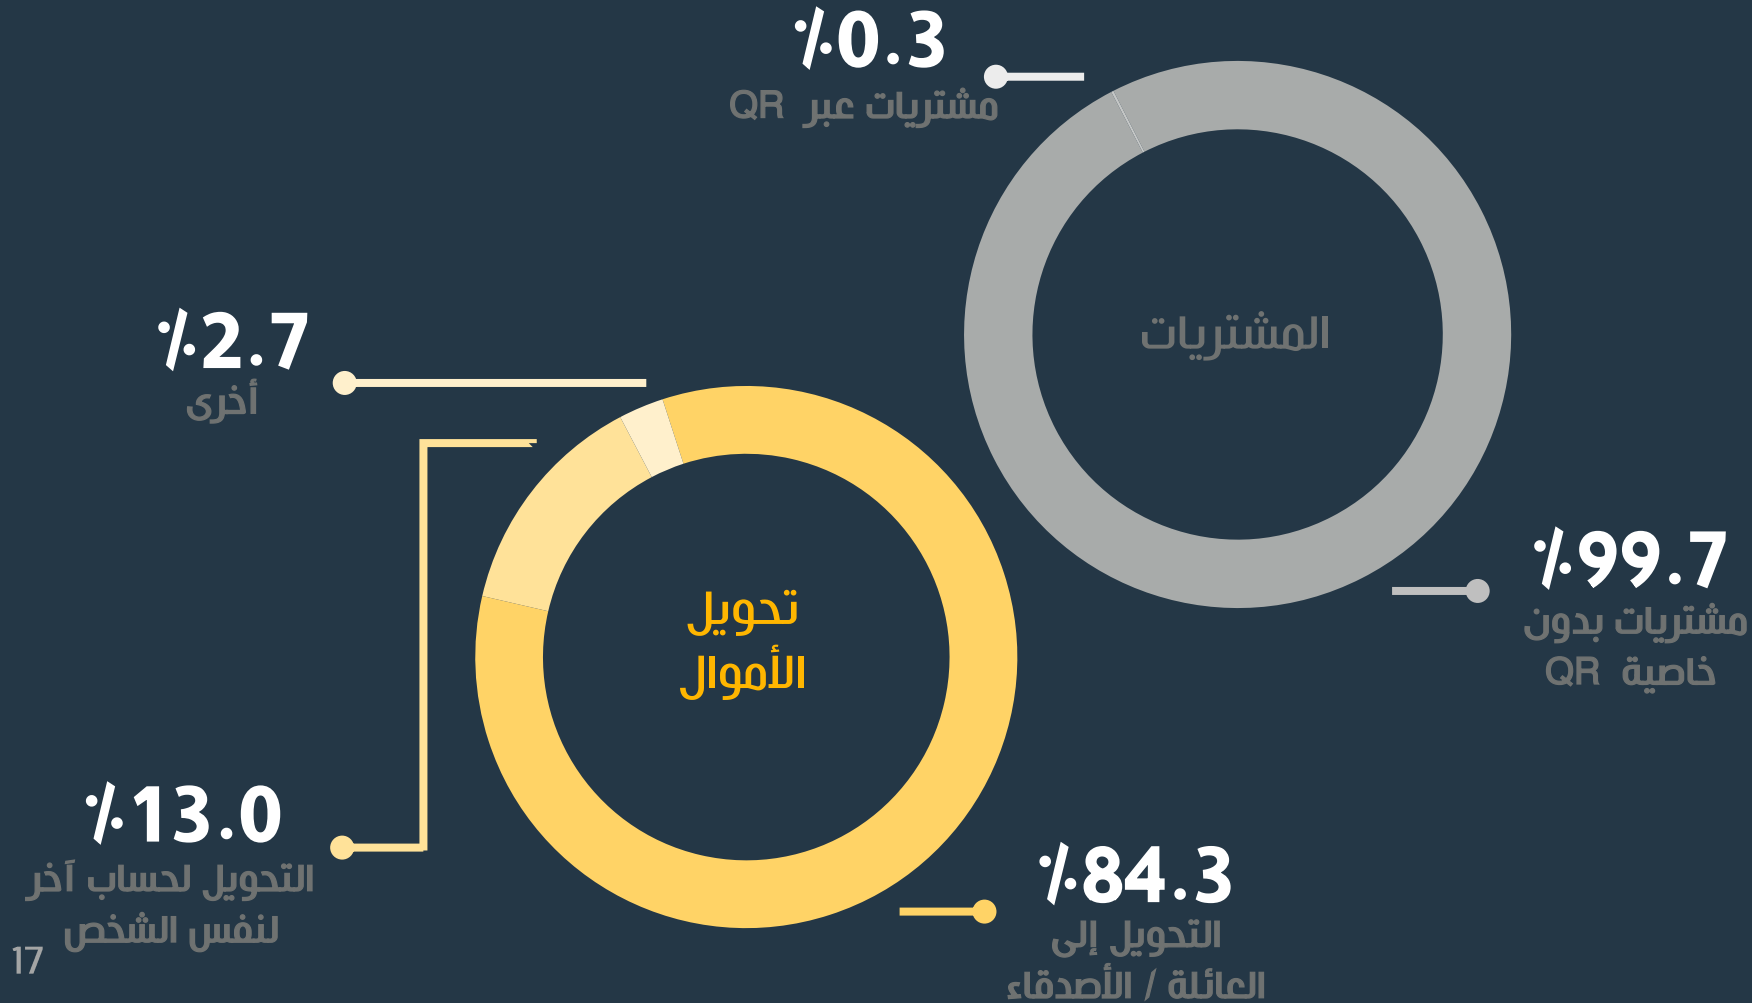 %0.3
مشتريات عبر QR
المشتريات
%99.7
مشتريات بدون
خاصية QR
%2.7
أخرى
تحويل
الأموال
%13.0
التحويل لحساب آخر
لنفس الشخص
%84.3
التحويل إلى
العائلة / الأصدقاء
17